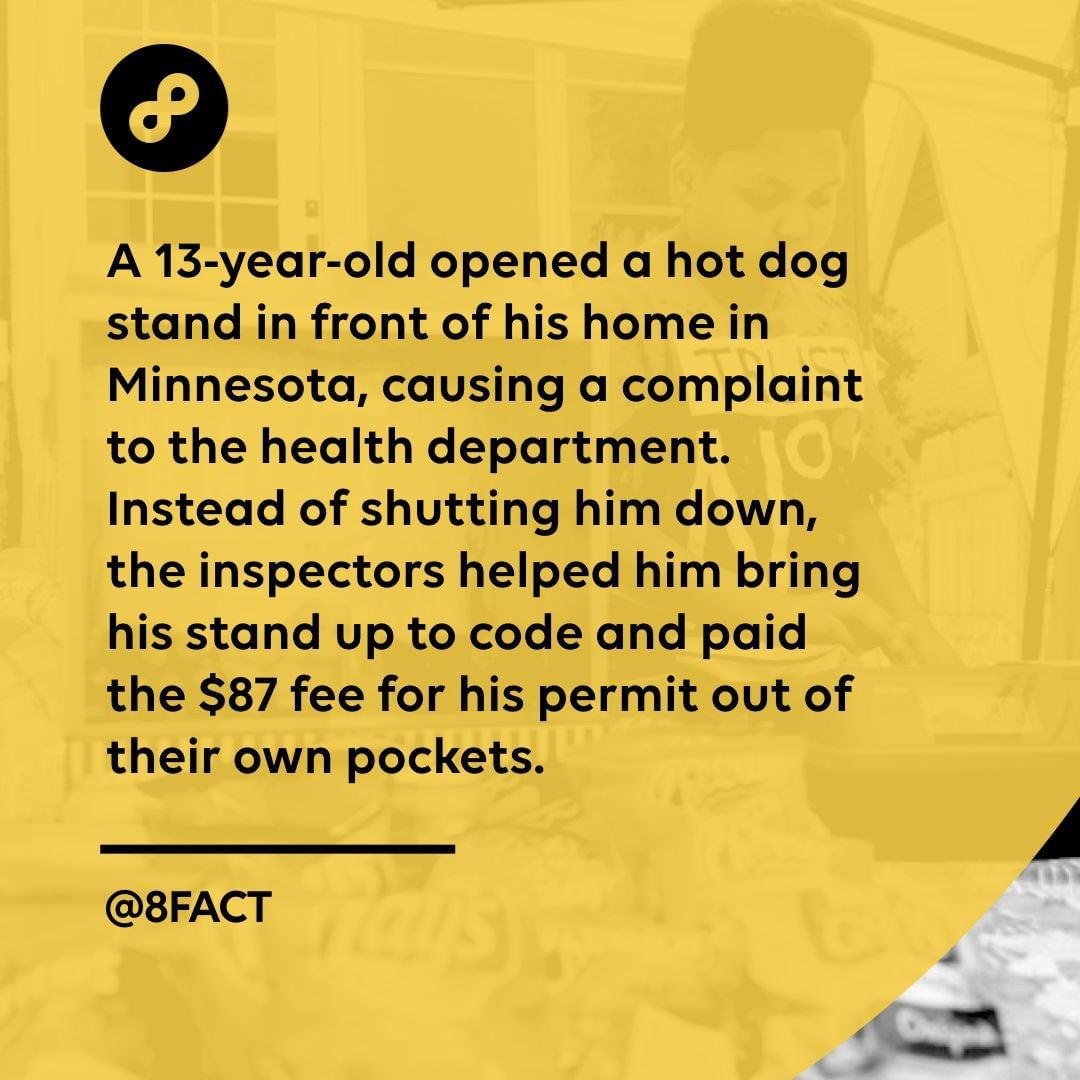 A 13-year-old opened a hot dog
stand in front of his home in
Minnesota, causing a complaint
to the health department.
Instead of shutting him down,
the inspectors helped him bring
his stand up to code and paid
the $87 fee for his permit out of
their own pockets.
@8FACT
TRUST
NO